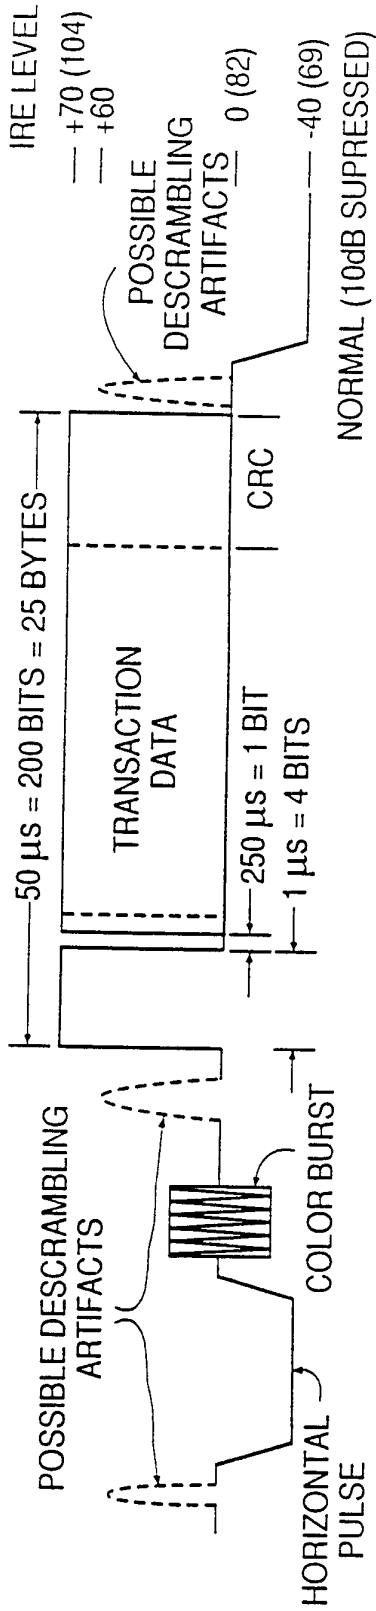 IRE LEVEL
+70 (104)
+60
0 (82)
-40 (69)
NORMAL (10dB SUPRESSED)
POSSIBLE
DESCRAMBLING
ARTIFACTS
50 µs = 200 BITS = 25 BYTES
TRANSACTION
DATA
CRC
250 µs = 1 BIT
1 µs = 4 BITS
POSSIBLE DESCRAMBLING
ARTIFACTS
COLOR BURST
HORIZONTAL
PULSE